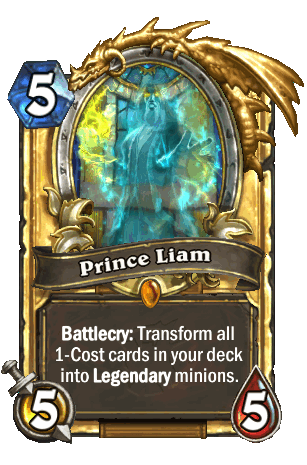 5
Prince Liam
Battlecry: Transform all
1-Cost cards in your deck
into Legendary minions.
5
5